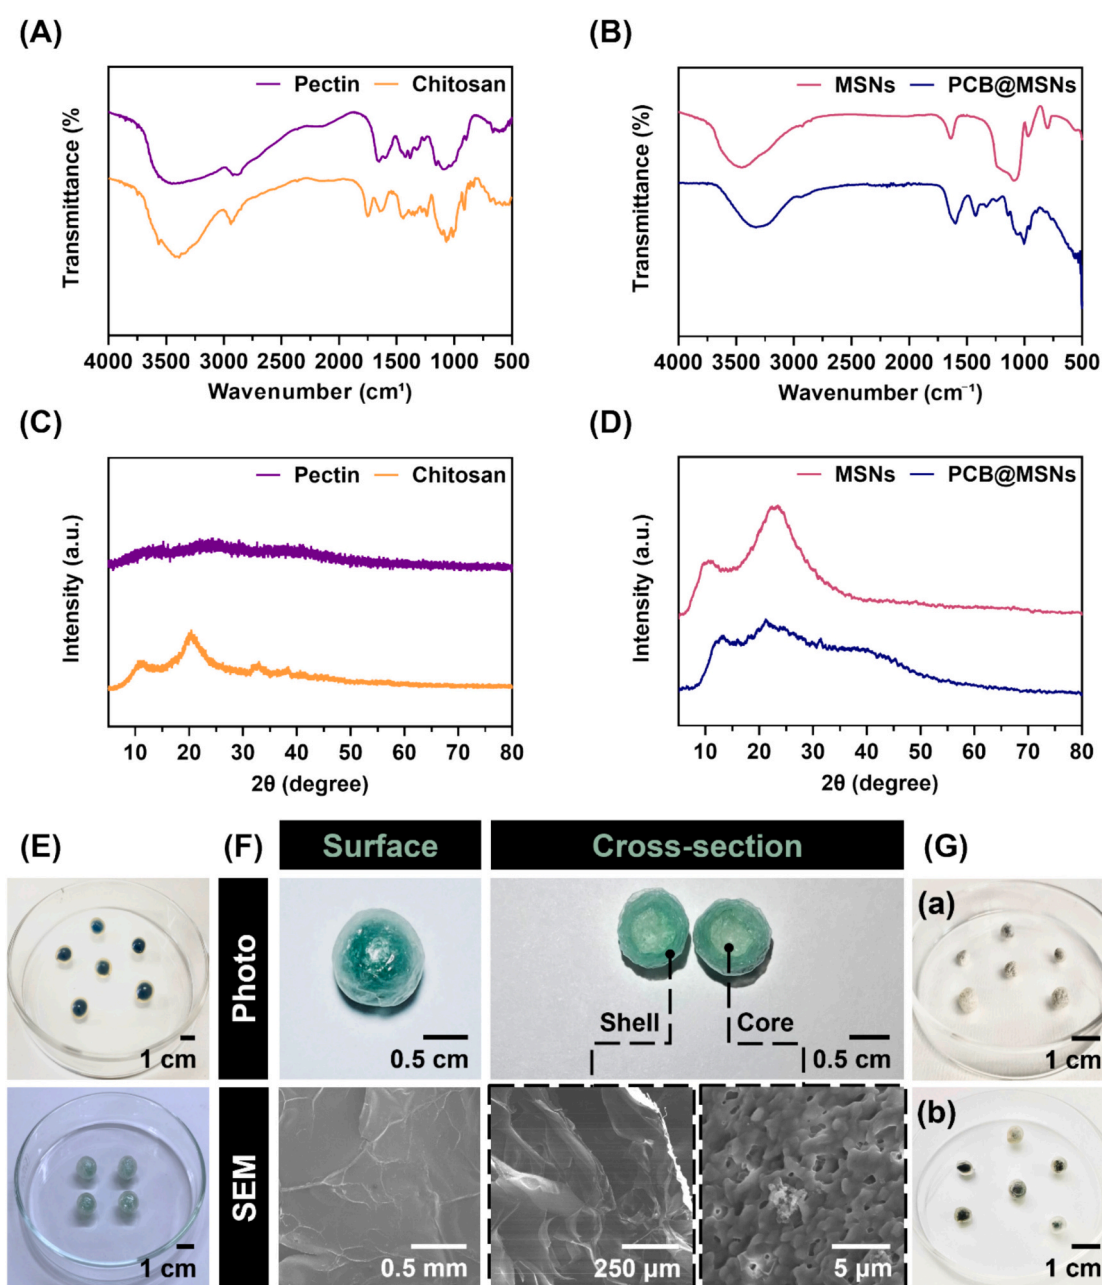 (A)
Pectin Chitosan
Transmittance (%
4000 3500 3000 2500 2000 1500 1000 500
Wavenumber (cm¹)
(B)
MSNs PCB@MSNs
Transmittance (%)
4000 3500 3000 2500 2000 1500 1000 500
Wavenumber (cm⁻¹)
(C)
Pectin Chitosan
Intensity (a.u.)
10 20 30 40 50 60 70 80
2θ (degree)
(D)
MSNs PCB@MSNs
Intensity (a.u.)
10 20 30 40 50 60 70 80
2θ (degree)
(E)
1 cm
1 cm
(F)
Surface
Cross-section
Photo
0.5 cm
Shell
Core
0.5 cm
SEM
0.5 mm
250 µm
5 µm
(G)
(a)
1 cm
(b)
1 cm